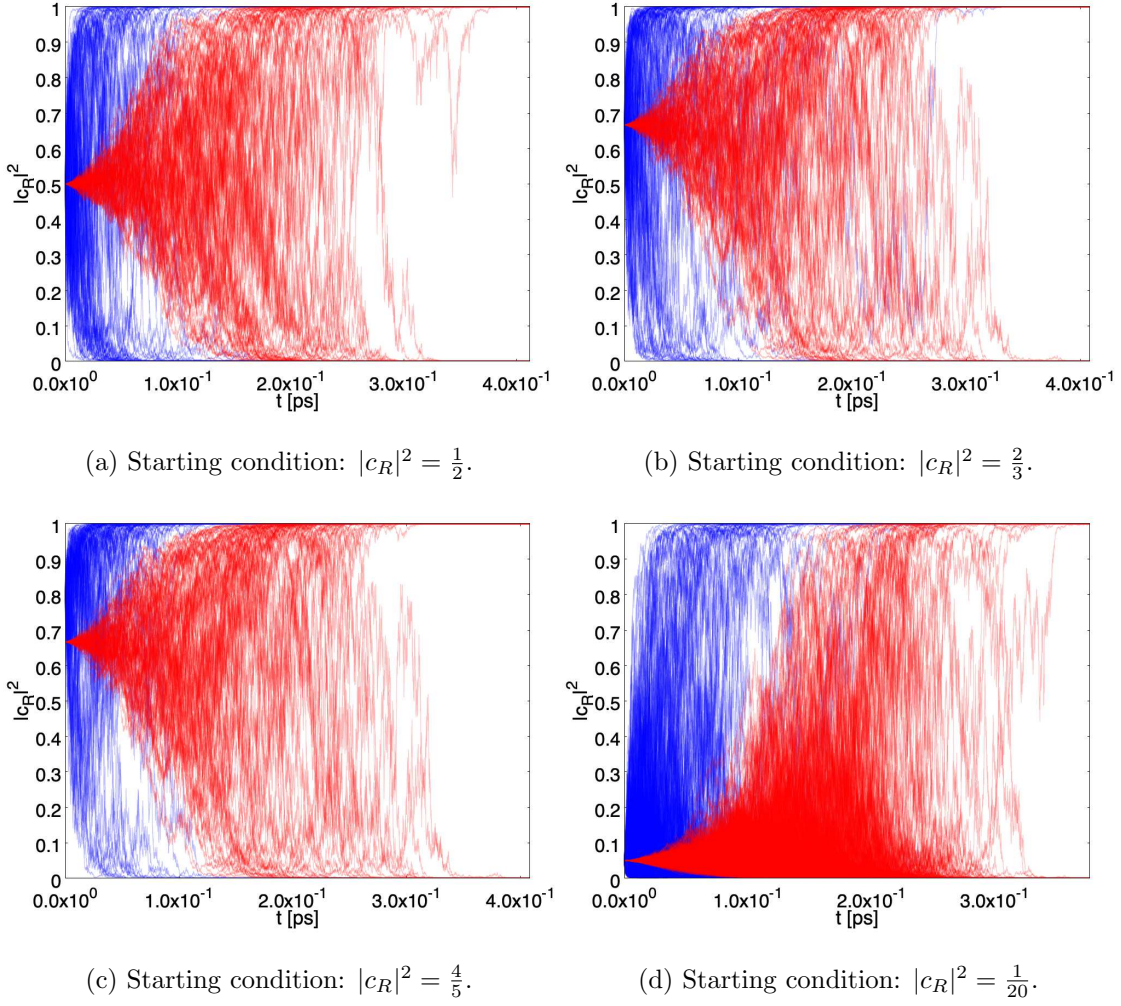 1
0.9
0.8
0.7
0.6
0.5
0.4
0.3
0.2
0.1
0
|c_R|^2
0.0x10^0 1.0x10^-1 2.0x10^-1 3.0x10^-1 4.0x10^-1
t [ps]
(a) Starting condition: |c_R|^2 = 1/2.
1
0.9
0.8
0.7
0.6
0.5
0.4
0.3
0.2
0.1
0
|c_R|^2
0.0x10^0 1.0x10^-1 2.0x10^-1 3.0x10^-1 4.0x10^-1
t [ps]
(b) Starting condition: |c_R|^2 = 2/3.
1
0.9
0.8
0.7
0.6
0.5
0.4
0.3
0.2
0.1
0
|c_R|^2
0.0x10^0 1.0x10^-1 2.0x10^-1 3.0x10^-1 4.0x10^-1
t [ps]
(c) Starting condition: |c_R|^2 = 4/5.
1
0.9
0.8
0.7
0.6
0.5
0.4
0.3
0.2
0.1
0
|c_R|^2
0.0x10^0 1.0x10^-1 2.0x10^-1 3.0x10^-1
t [ps]
(d) Starting condition: |c_R|^2 = 1/20.